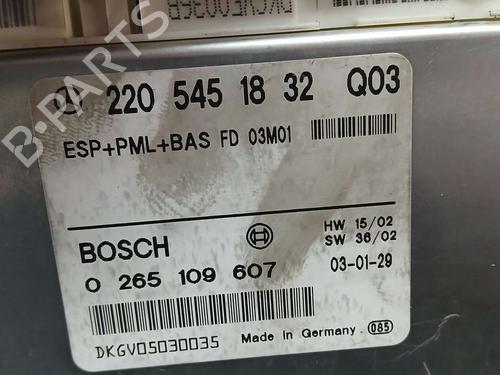 DKGV05003368
220 545 18 32 Q03
ESP+PML+BAS FD 03M01
BOSCH
HW 15/02
SW 36/02
0 265 109 607
03-01-29
DKGV05030035
Made in Germany. 085
B-PARTS